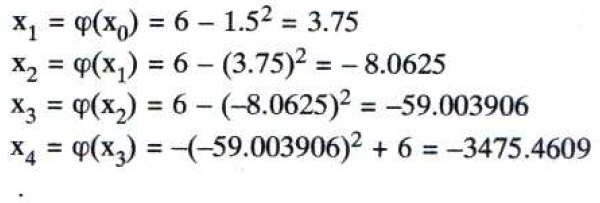 x₁ = φ(x₀) = 6 – 1.5² = 3.75
x₂ = φ(x₁) = 6 – (3.75)² = – 8.0625
x₃ = φ(x₂) = 6 – (–8.0625)² = –59.003906
x₄ = φ(x₃) = –(–59.003906)² + 6 = –3475.4609
.